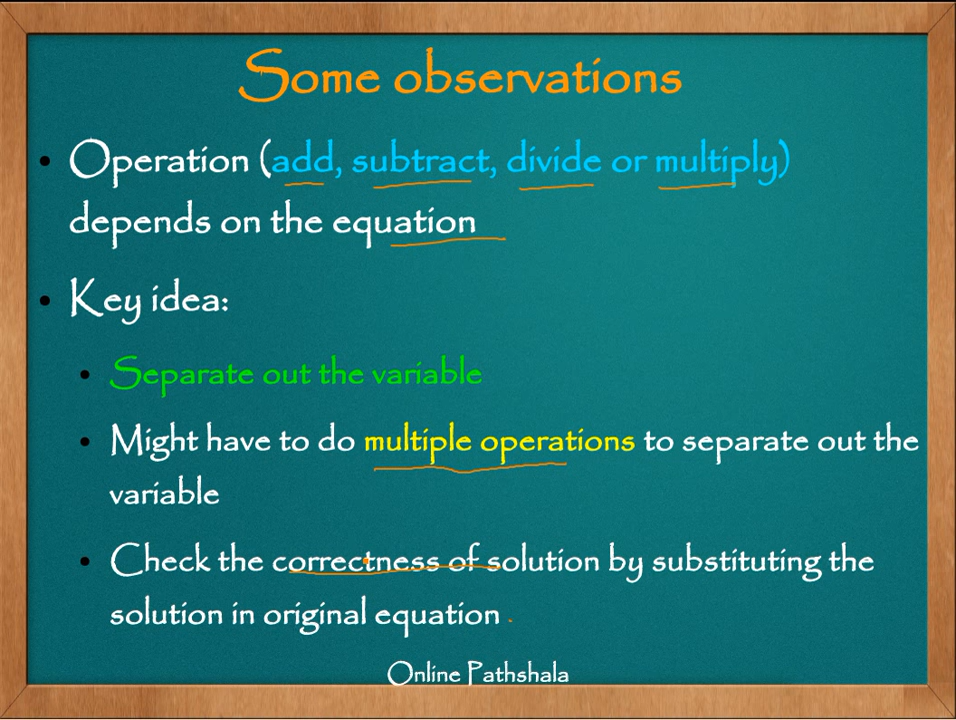 Some observations
• Operation (add, subtract, divide or multiply)
depends on the equation
• Key idea:
• Separate out the variable
• Might have to do multiple operations to separate out the
variable
• Check the correctness of solution by substituting the
solution in original equation
Online Pathshala